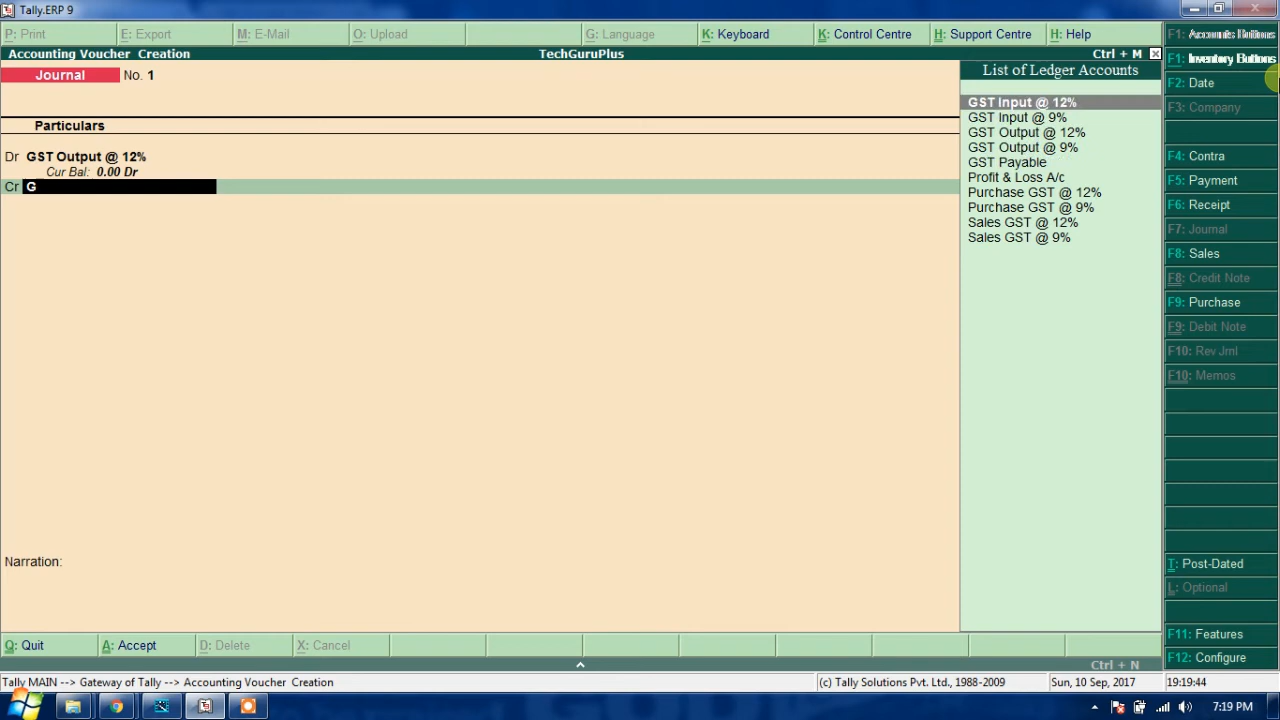 Tally.ERP 9
P: Print E: Export M: E-Mail O: Upload G: Language K: Keyboard K: Control Centre H: Support Centre H: Help
F1: Accounts Buttons
Accounting Voucher Creation TechGuruPlus Ctrl + M
F1: Inventory Buttons
Journal No. 1
List of Ledger Accounts
F2: Date
GST Input @ 12%
F3: Company
GST Input @ 9%
Particulars
GST Output @ 12%
GST Output @ 9%
Dr GST Output @ 12%
F4: Contra
GST Payable
Cur Bal: 0.00 Dr
Profit & Loss A/c
F5: Payment
Cr G
Purchase GST @ 12%
Purchase GST @ 9%
F6: Receipt
Sales GST @ 12%
F7: Journal
Sales GST @ 9%
F8: Sales
F8: Credit Note
F9: Purchase
F9: Debit Note
F10: Rev Jrnl
F10: Memos
Narration:
T: Post-Dated
L: Optional
F11: Features
Q: Quit A: Accept D: Delete X: Cancel
F12: Configure
Ctrl + N
Tally MAIN --> Gateway of Tally --> Accounting Voucher Creation (c) Tally Solutions Pvt. Ltd., 1988-2009 Sun, 10 Sep, 2017 19:19:44
7:19 PM